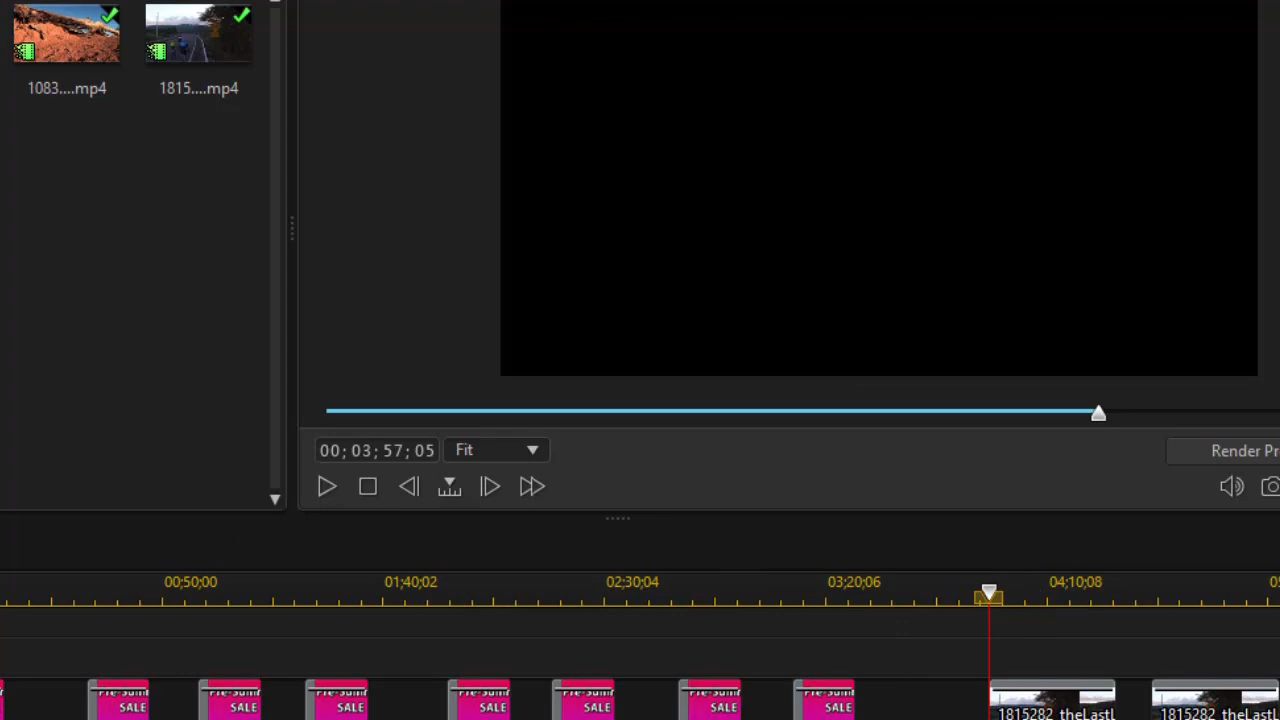 1083....mp4 1815....mp4
00; 03; 57; 05 Fit Render Pr
00;50;00 01;40;02 02;30;04 03;20;06 04;10;08
SALE SALE SALE SALE SALE SALE SALE
1815282_theLastL 1815282_theLastL